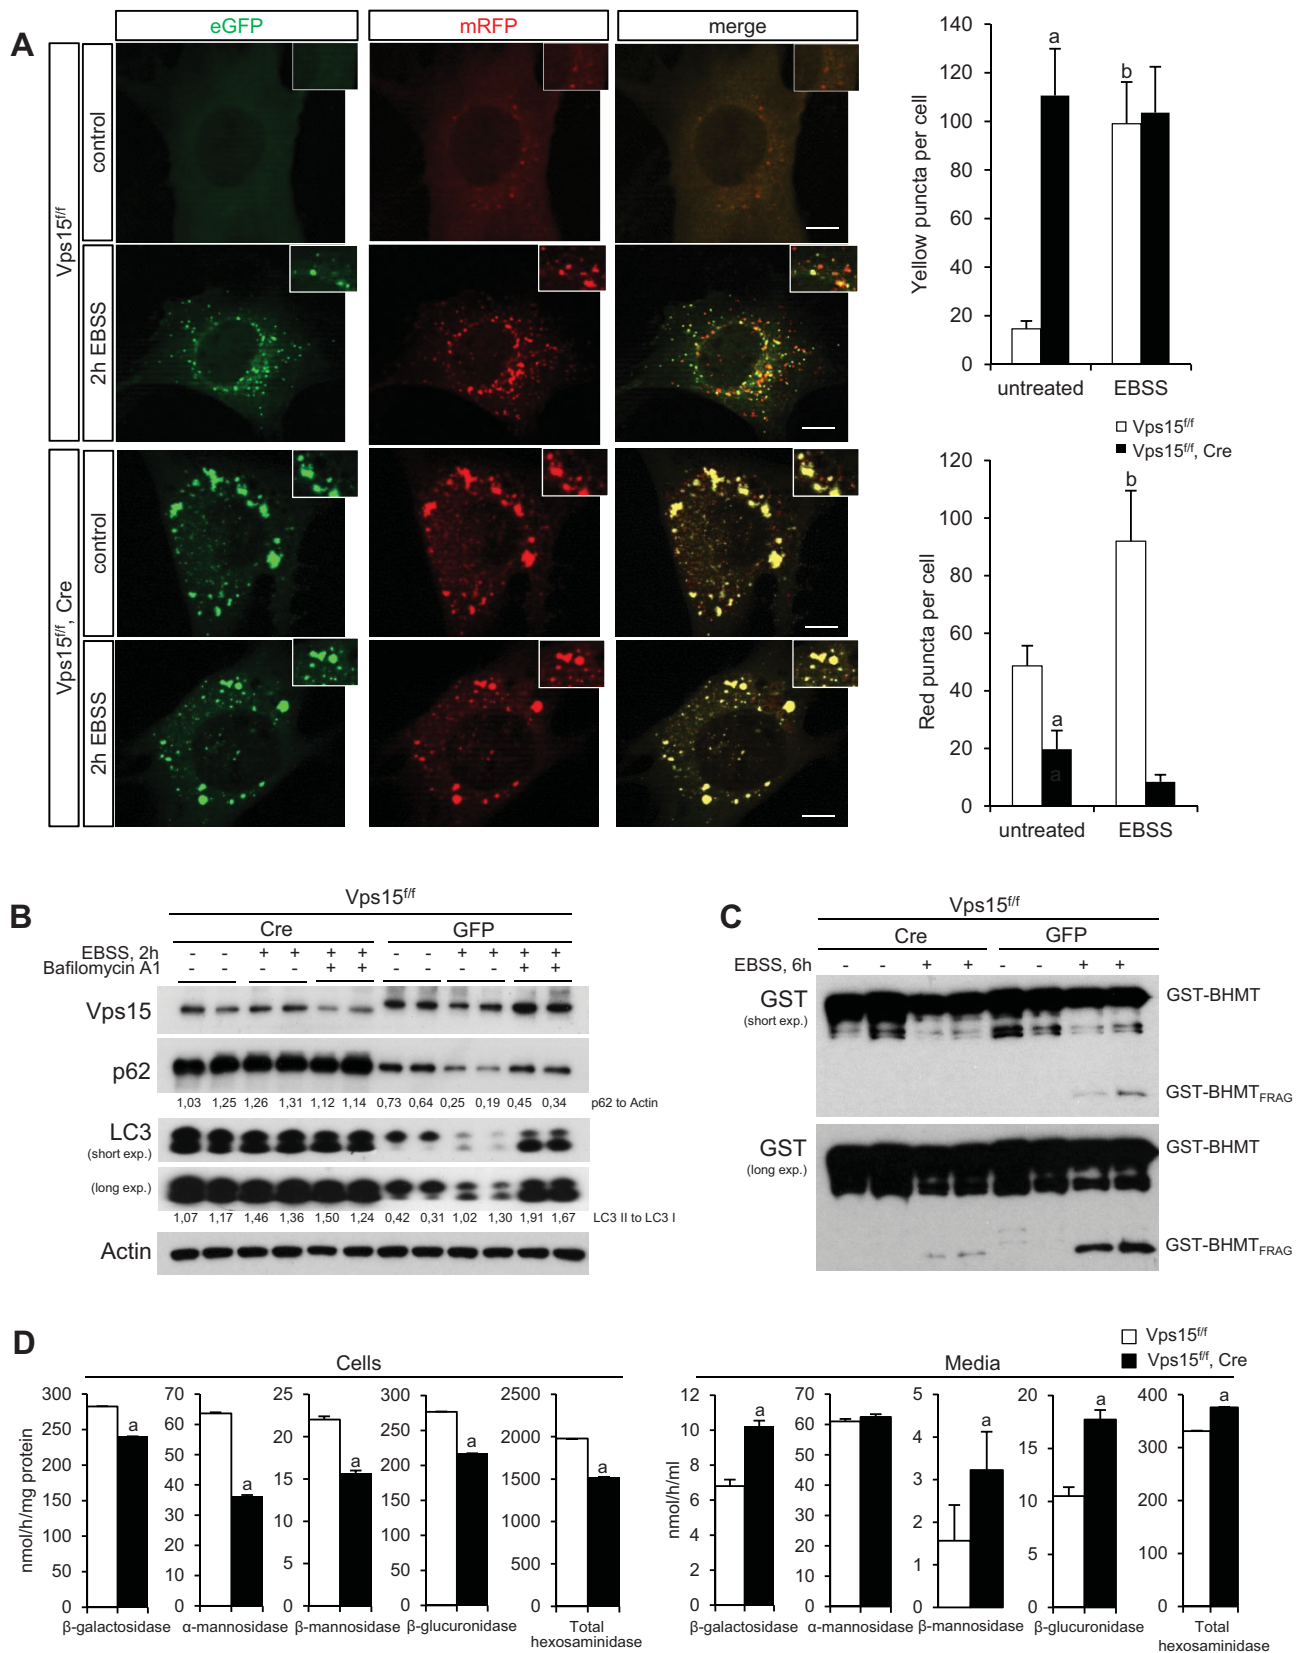 A
eGFP
mRFP
merge
Vps15f/f
control
2h EBSS
Vps15f/f, Cre
control
2h EBSS
Yellow puncta per cell
140
120
100
80
60
40
20
0
a
b
untreated
EBSS
Vps15f/f
Vps15f/f, Cre
Red puncta per cell
120
100
80
60
40
20
0
a
a
b
untreated
EBSS
B
Vps15f/f
Cre
GFP
EBSS, 2h - - + + + + - - + + + +
Bafilomycin A1 - - - - + + - - - - + +
Vps15
p62
1,03 1,25 1,26 1,31 1,12 1,14 0,73 0,64 0,25 0,19 0,45 0,34 p62 to Actin
LC3
(short exp.)
(long exp.)
1,07 1,17 1,46 1,36 1,50 1,24 0,42 0,31 1,02 1,30 1,91 1,67 LC3 II to LC3 I
Actin
C
Vps15f/f
Cre
GFP
EBSS, 6h - - + + - - + +
GST
(short exp.)
GST-BHMT
GST-BHMTFRAG
GST
(long exp.)
GST-BHMT
GST-BHMTFRAG
D
Vps15f/f
Vps15f/f, Cre
Cells
nmol/h/mg protein
300
250
200
150
100
50
0
a
β-galactosidase
70
60
50
40
30
20
10
0
a
α-mannosidase
25
20
15
10
5
0
a
β-mannosidase
300
250
200
150
100
50
0
a
β-glucuronidase
2500
2000
1500
1000
500
0
a
Total
hexosaminidase
Media
nmol/h/ml
12
10
8
6
4
2
0
a
β-galactosidase
70
60
50
40
30
20
10
0
α-mannosidase
5
4
3
2
1
0
a
β-mannosidase
20
15
10
5
0
a
β-glucuronidase
400
300
200
100
0
a
Total
hexosaminidase